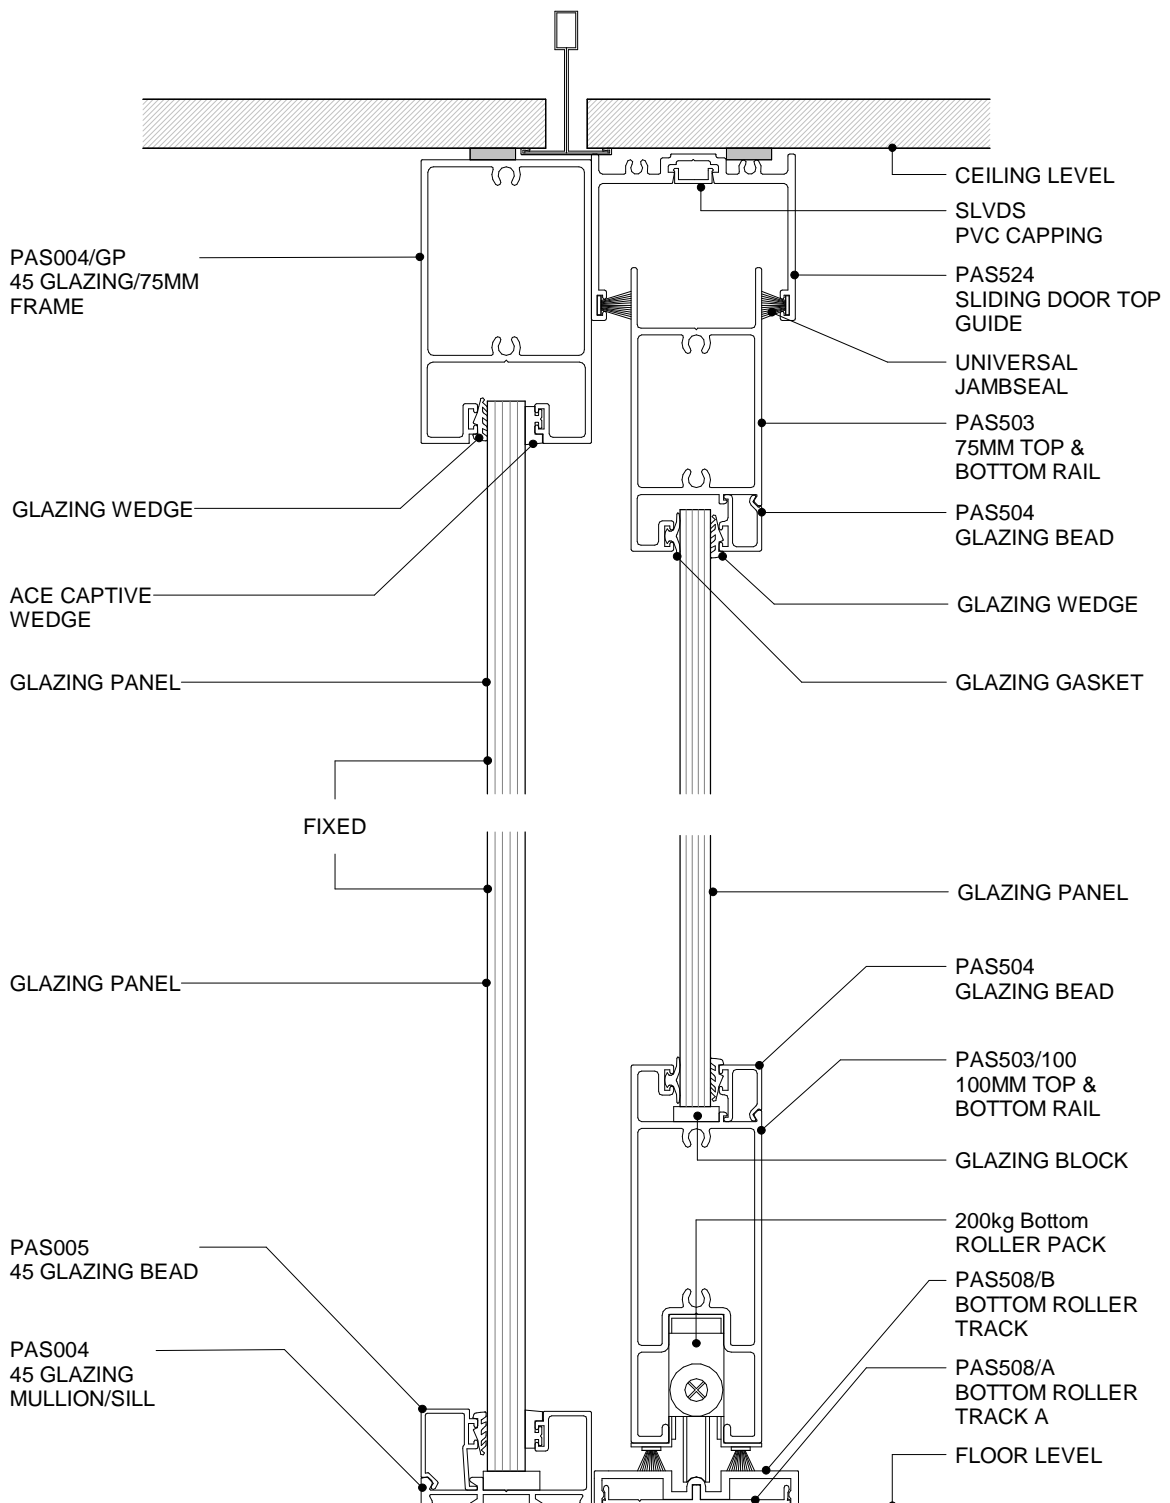 CEILING LEVEL
SLVDS
PVC CAPPING
PAS004/GP
45 GLAZING/75MM
FRAME
PAS524
SLIDING DOOR TOP
GUIDE
UNIVERSAL
JAMBSEAL
PAS503
75MM TOP &
BOTTOM RAIL
GLAZING WEDGE
PAS504
GLAZING BEAD
ACE CAPTIVE
WEDGE
GLAZING WEDGE
GLAZING PANEL
GLAZING GASKET
FIXED
GLAZING PANEL
GLAZING PANEL
PAS504
GLAZING BEAD
PAS503/100
100MM TOP &
BOTTOM RAIL
GLAZING BLOCK
200kg Bottom
ROLLER PACK
PAS005
45 GLAZING BEAD
PAS508/B
BOTTOM ROLLER
TRACK
PAS004
45 GLAZING
MULLION/SILL
PAS508/A
BOTTOM ROLLER
TRACK A
FLOOR LEVEL